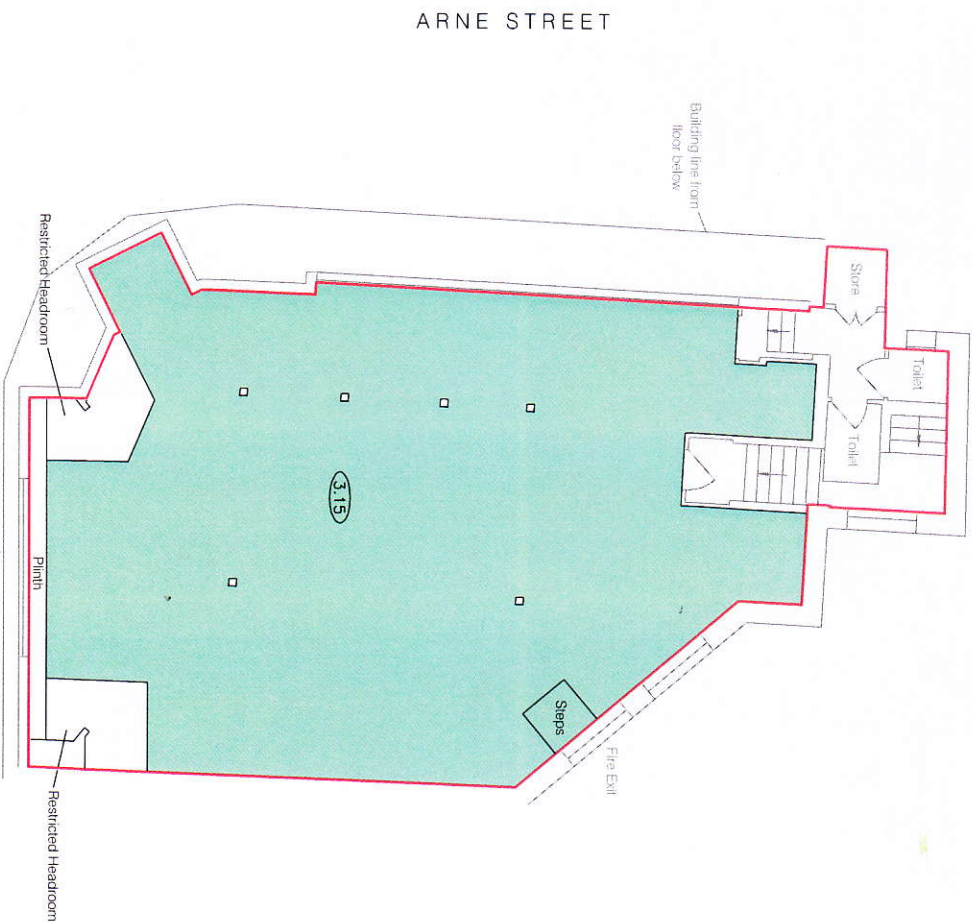 ARNE STREET
Building line from
floor below
Restricted Headroom
Store
Toilet
Toilet
3.15
Plinth
Steps
Fire Exit
Restricted Headroom